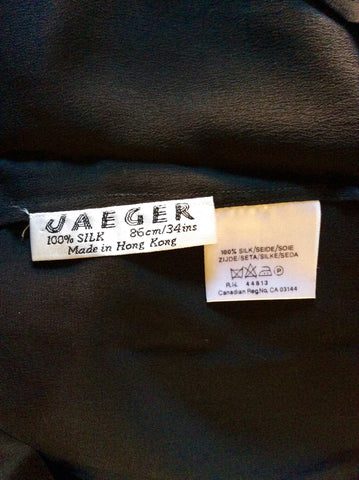 JAEGER
100% SILK 86cm/34ins
Made in Hong Kong
100% SILK/SEIDE/SOIE
ZIJDE/SETA/SILKE/SEDA
P
R.N. 44813
Canadian Reg.No. CA 03144